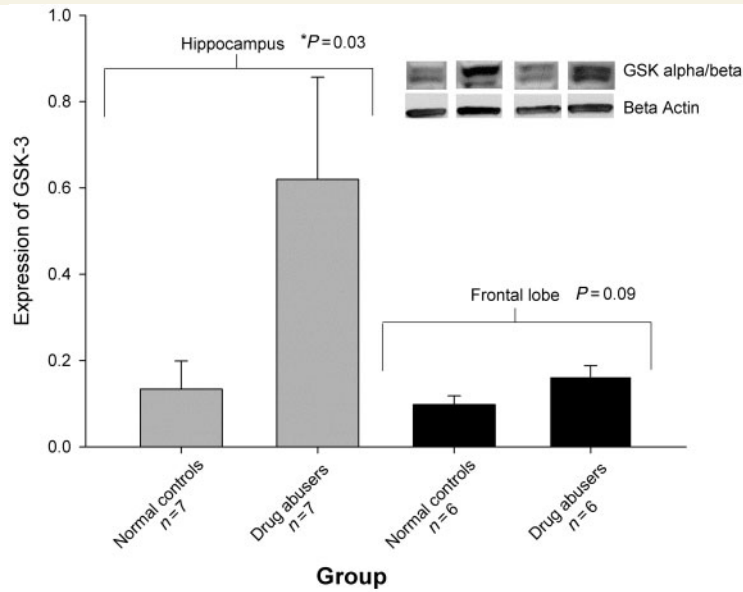 1.0
0.8
0.6
0.4
0.2
0.0
Expression of GSK-3
Hippocampus *P=0.03
GSK alpha/beta
Beta Actin
Frontal lobe P=0.09
Normal controls
n=7
Drug abusers
n=7
Normal controls
n=6
Drug abusers
n=6
Group